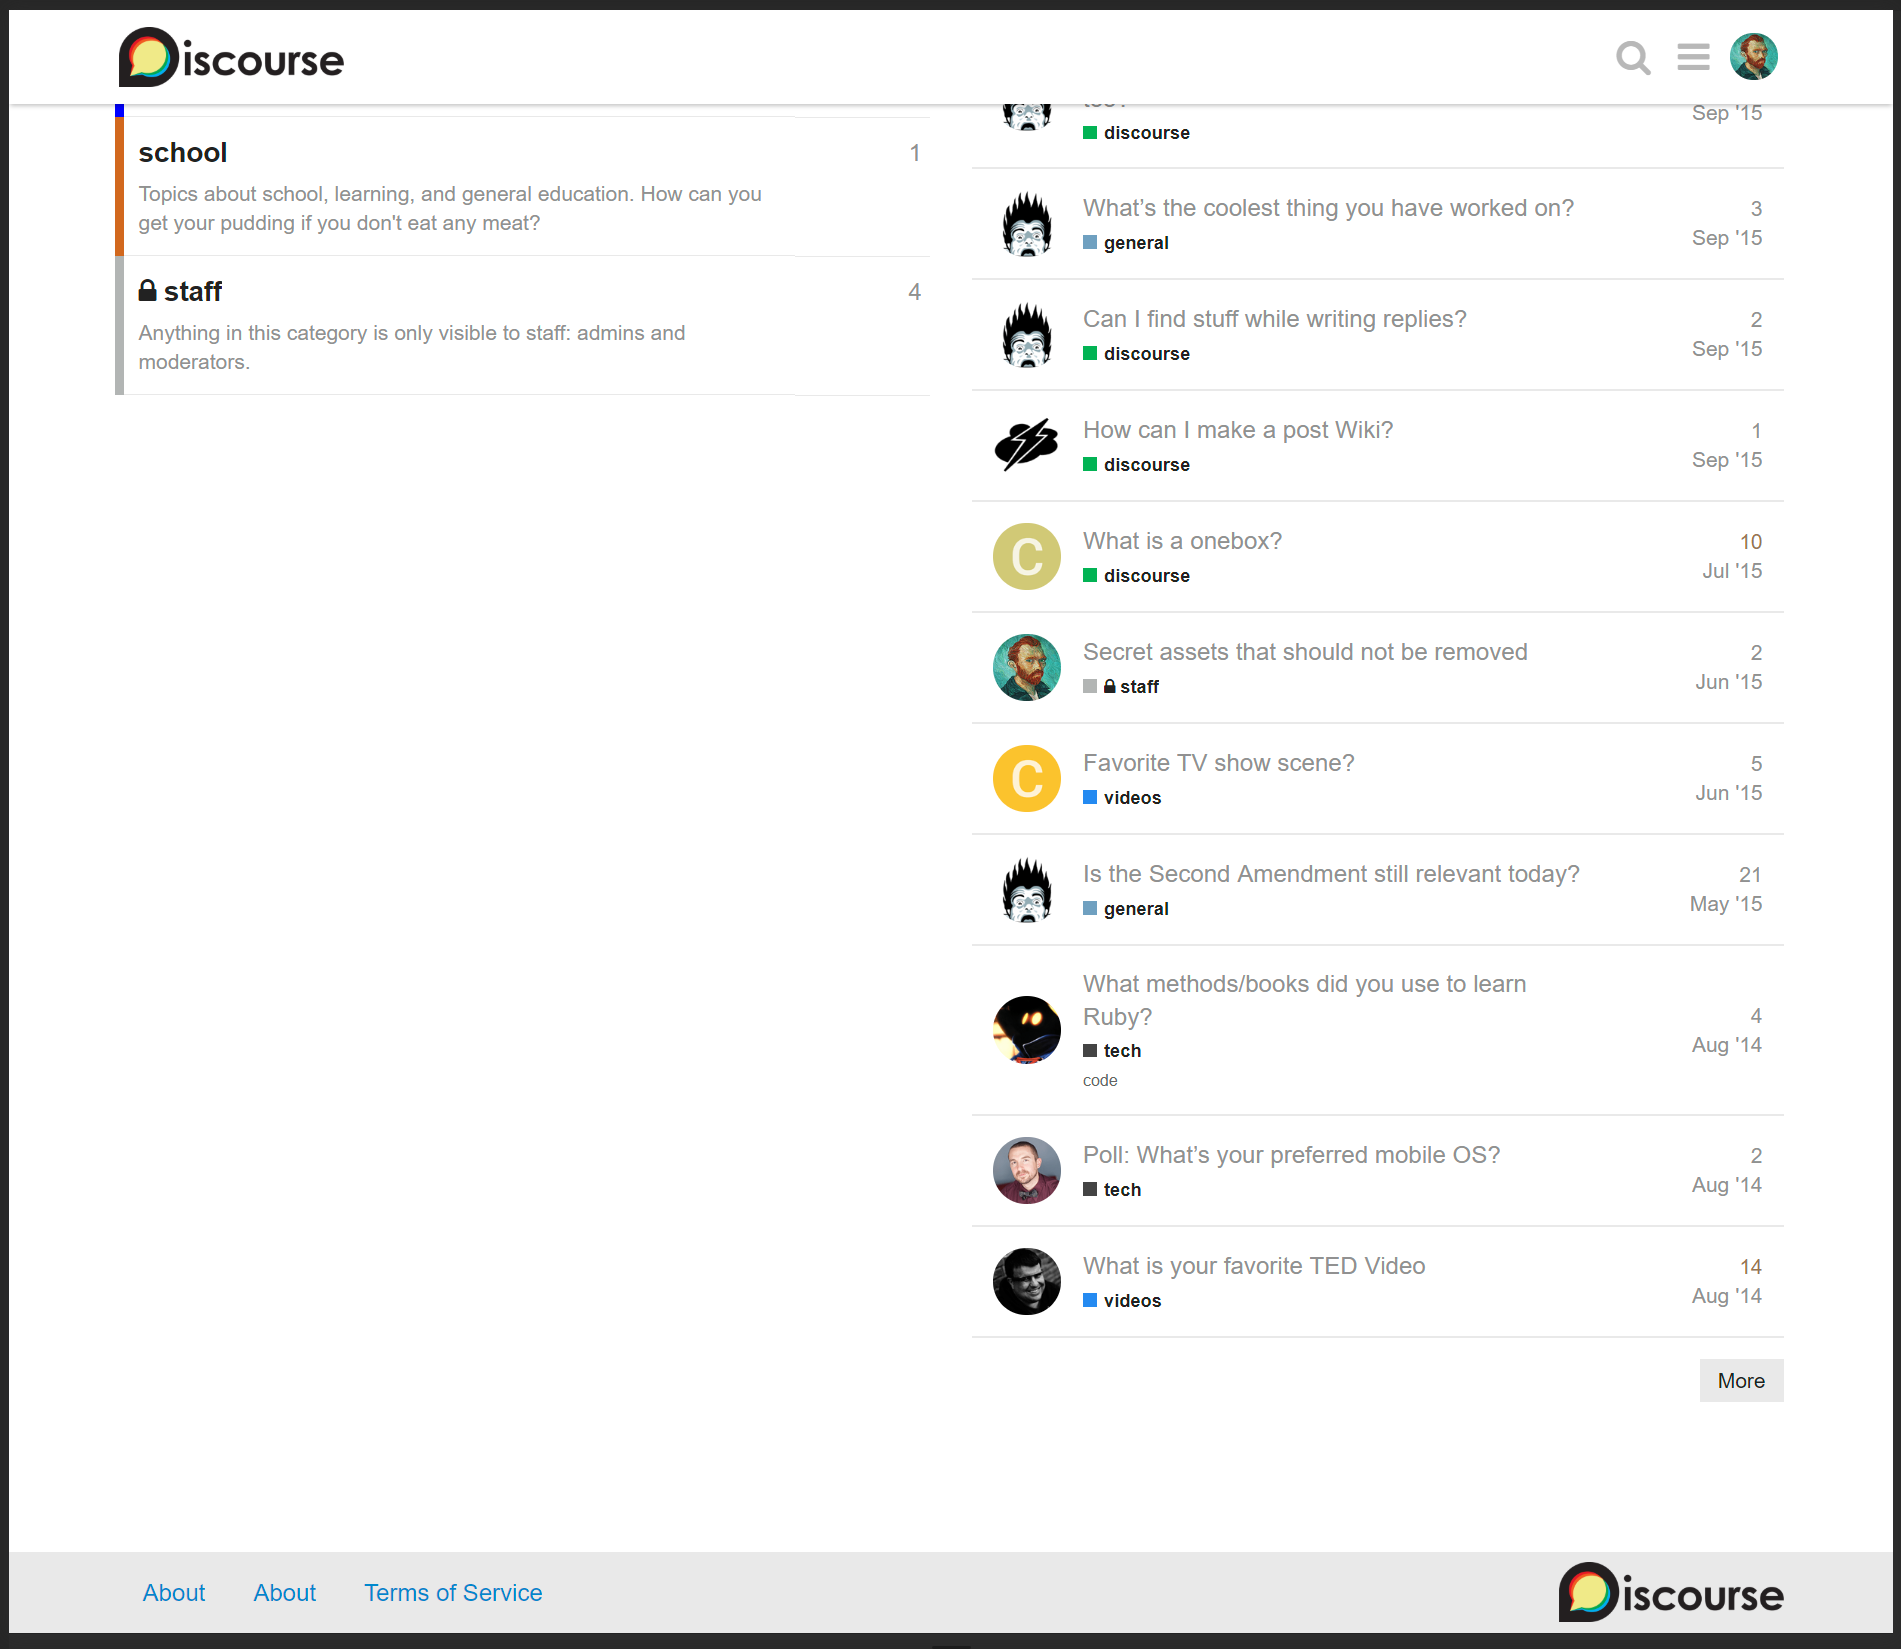 iscourse
school
1
Topics about school, learning, and general education. How can you
get your pudding if you don't eat any meat?
staff
4
Anything in this category is only visible to staff: admins and
moderators.
Sep '15
discourse
What’s the coolest thing you have worked on?
3
general
Sep '15
Can I find stuff while writing replies?
2
discourse
Sep '15
How can I make a post Wiki?
1
discourse
Sep '15
C
What is a onebox?
10
discourse
Jul '15
Secret assets that should not be removed
2
staff
Jun '15
C
Favorite TV show scene?
5
videos
Jun '15
Is the Second Amendment still relevant today?
21
general
May '15
What methods/books did you use to learn
Ruby?
4
tech
Aug '14
code
Poll: What’s your preferred mobile OS?
2
tech
Aug '14
What is your favorite TED Video
14
videos
Aug '14
More
About About Terms of Service
iscourse